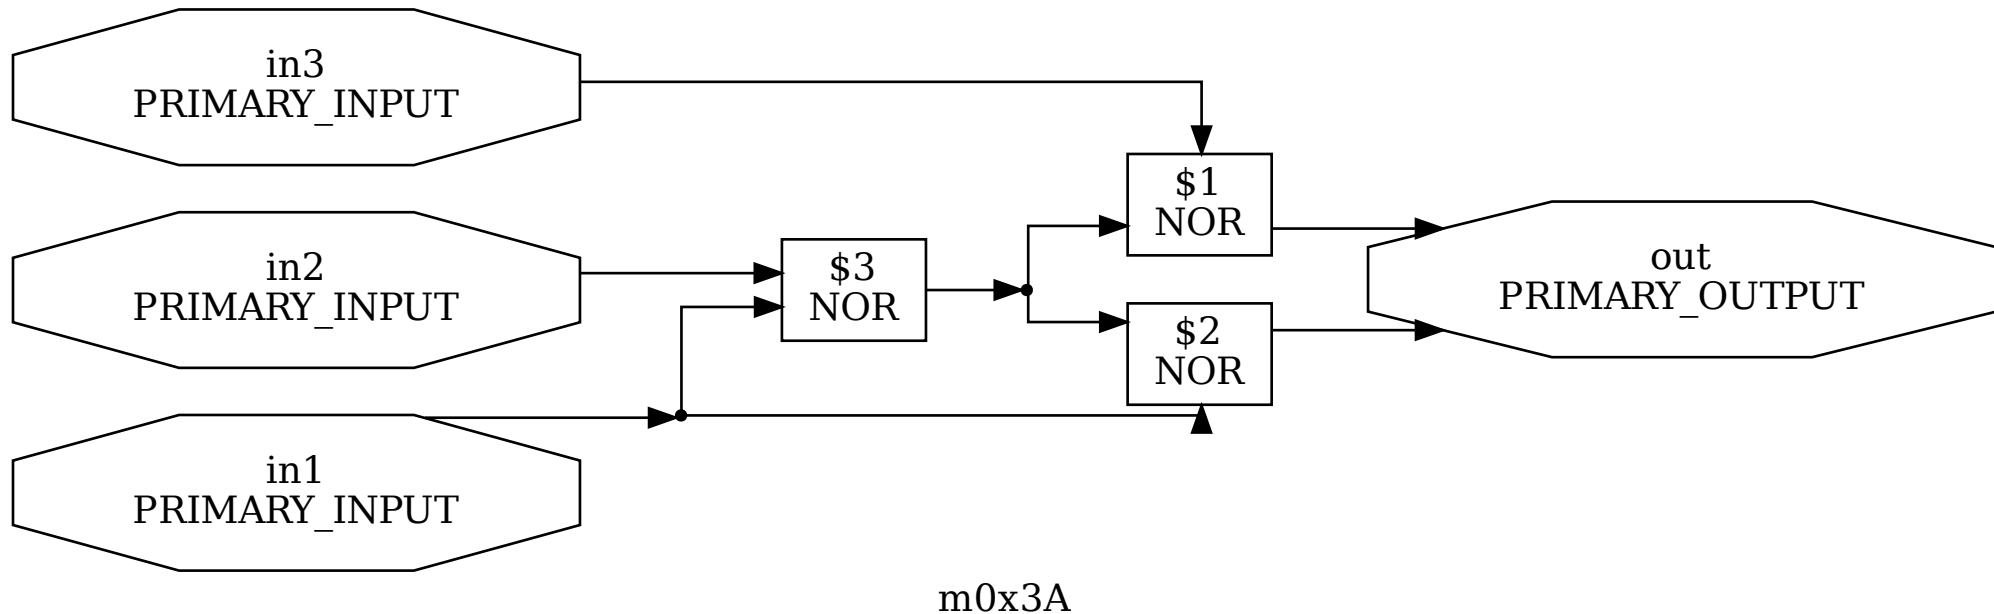 in3
PRIMARY_INPUT
in2
PRIMARY_INPUT
in1
PRIMARY_INPUT
$3
NOR
$1
NOR
$2
NOR
out
PRIMARY_OUTPUT
m0x3A